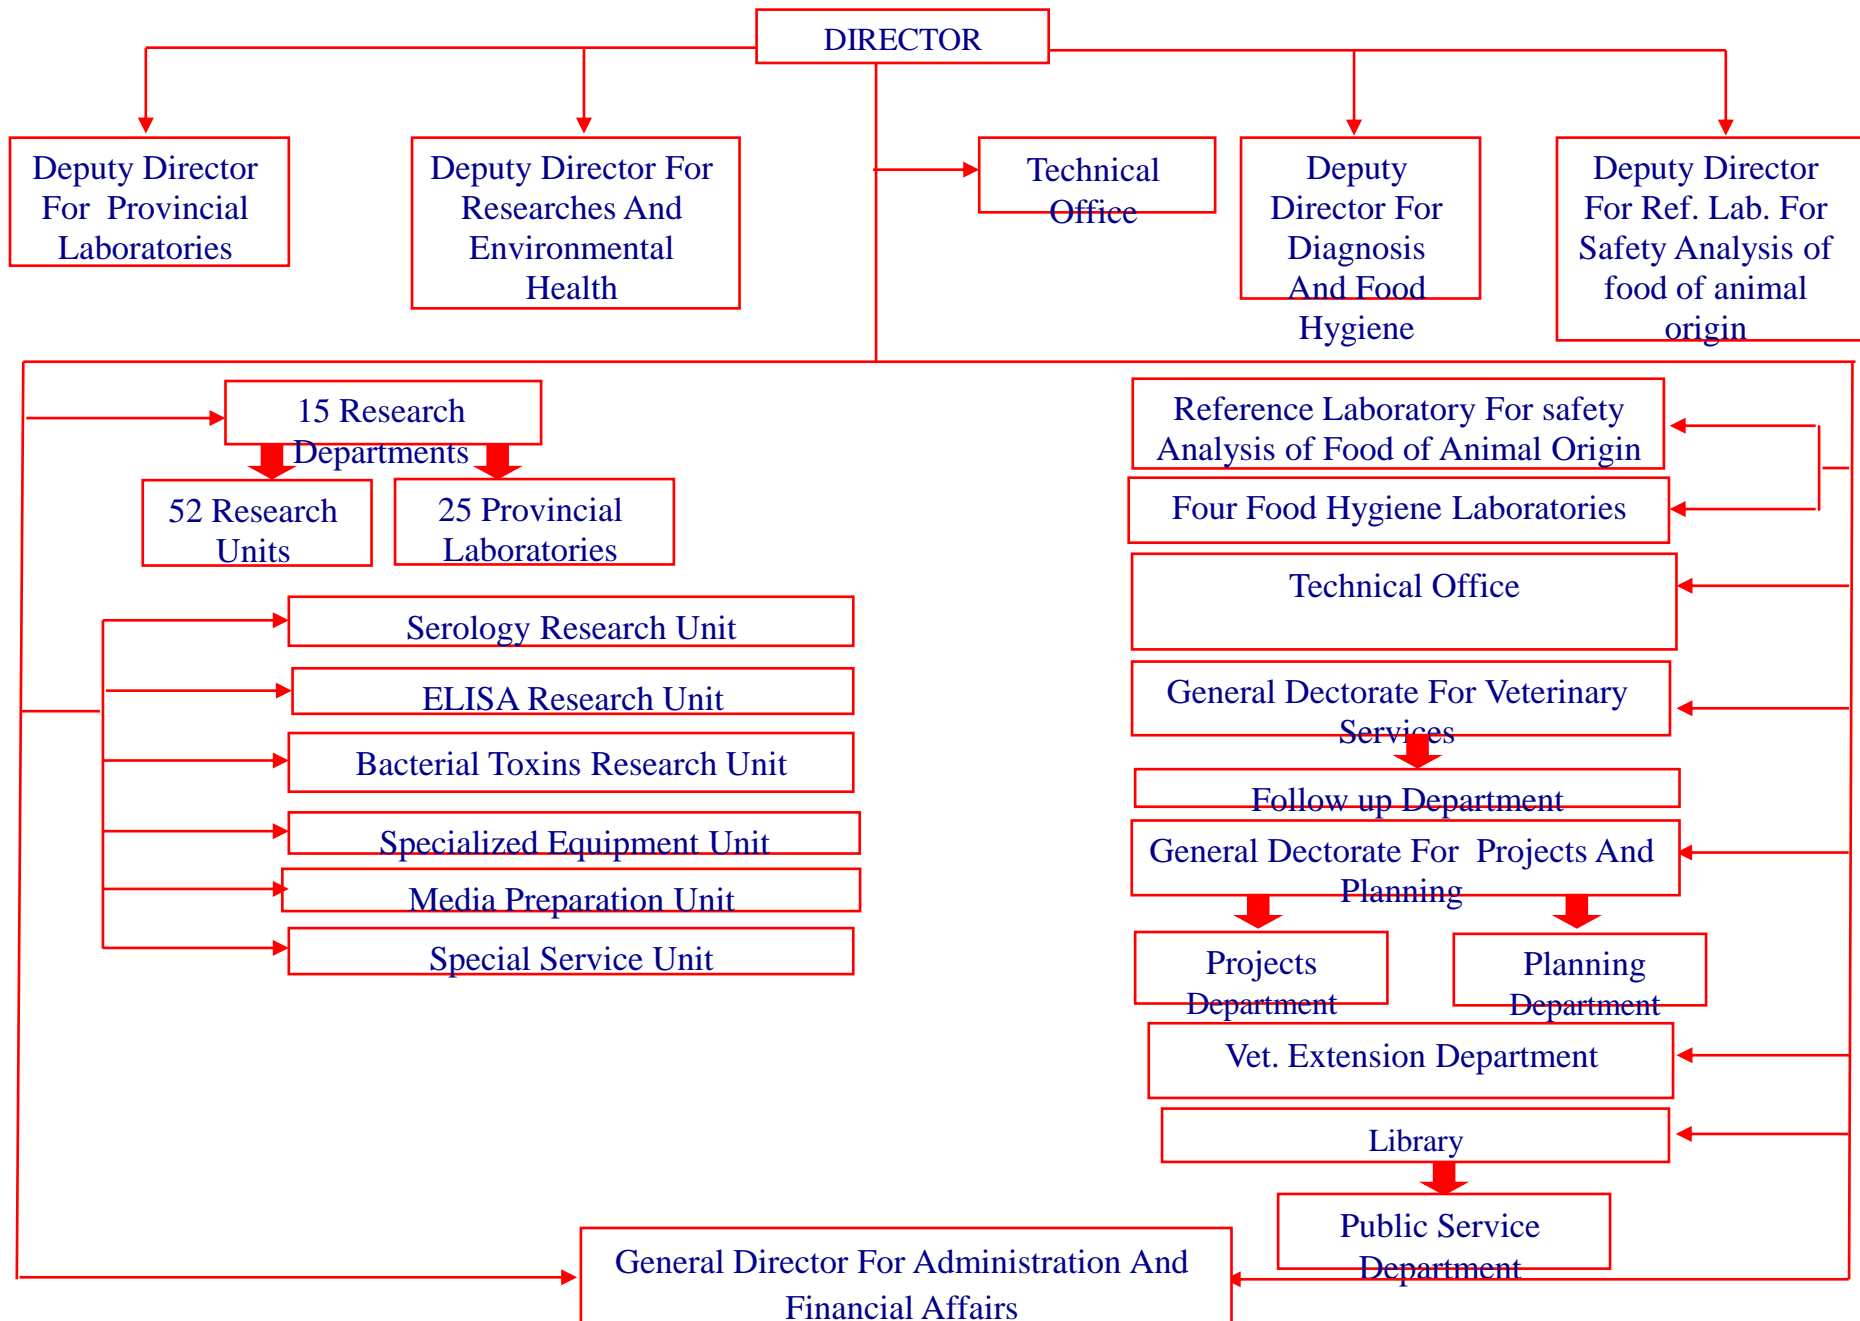 DIRECTOR
Deputy Director
For Provincial
Laboratories
Deputy Director For
Researches And
Environmental
Health
Technical
Office
Deputy
Director For
Diagnosis
And Food
Hygiene
Deputy Director
For Ref. Lab. For
Safety Analysis of
food of animal
origin
15 Research
Departments
52 Research
Units
25 Provincial
Laboratories
Serology Research Unit
ELISA Research Unit
Bacterial Toxins Research Unit
Specialized Equipment Unit
Media Preparation Unit
Special Service Unit
Reference Laboratory For safety
Analysis of Food of Animal Origin
Four Food Hygiene Laboratories
Technical Office
General Dectorate For Veterinary
Services
Follow up Department
General Dectorate For Projects And
Planning
Projects
Department
Planning
Department
Vet. Extension Department
Library
Public Service
Department
General Director For Administration And
Financial Affairs